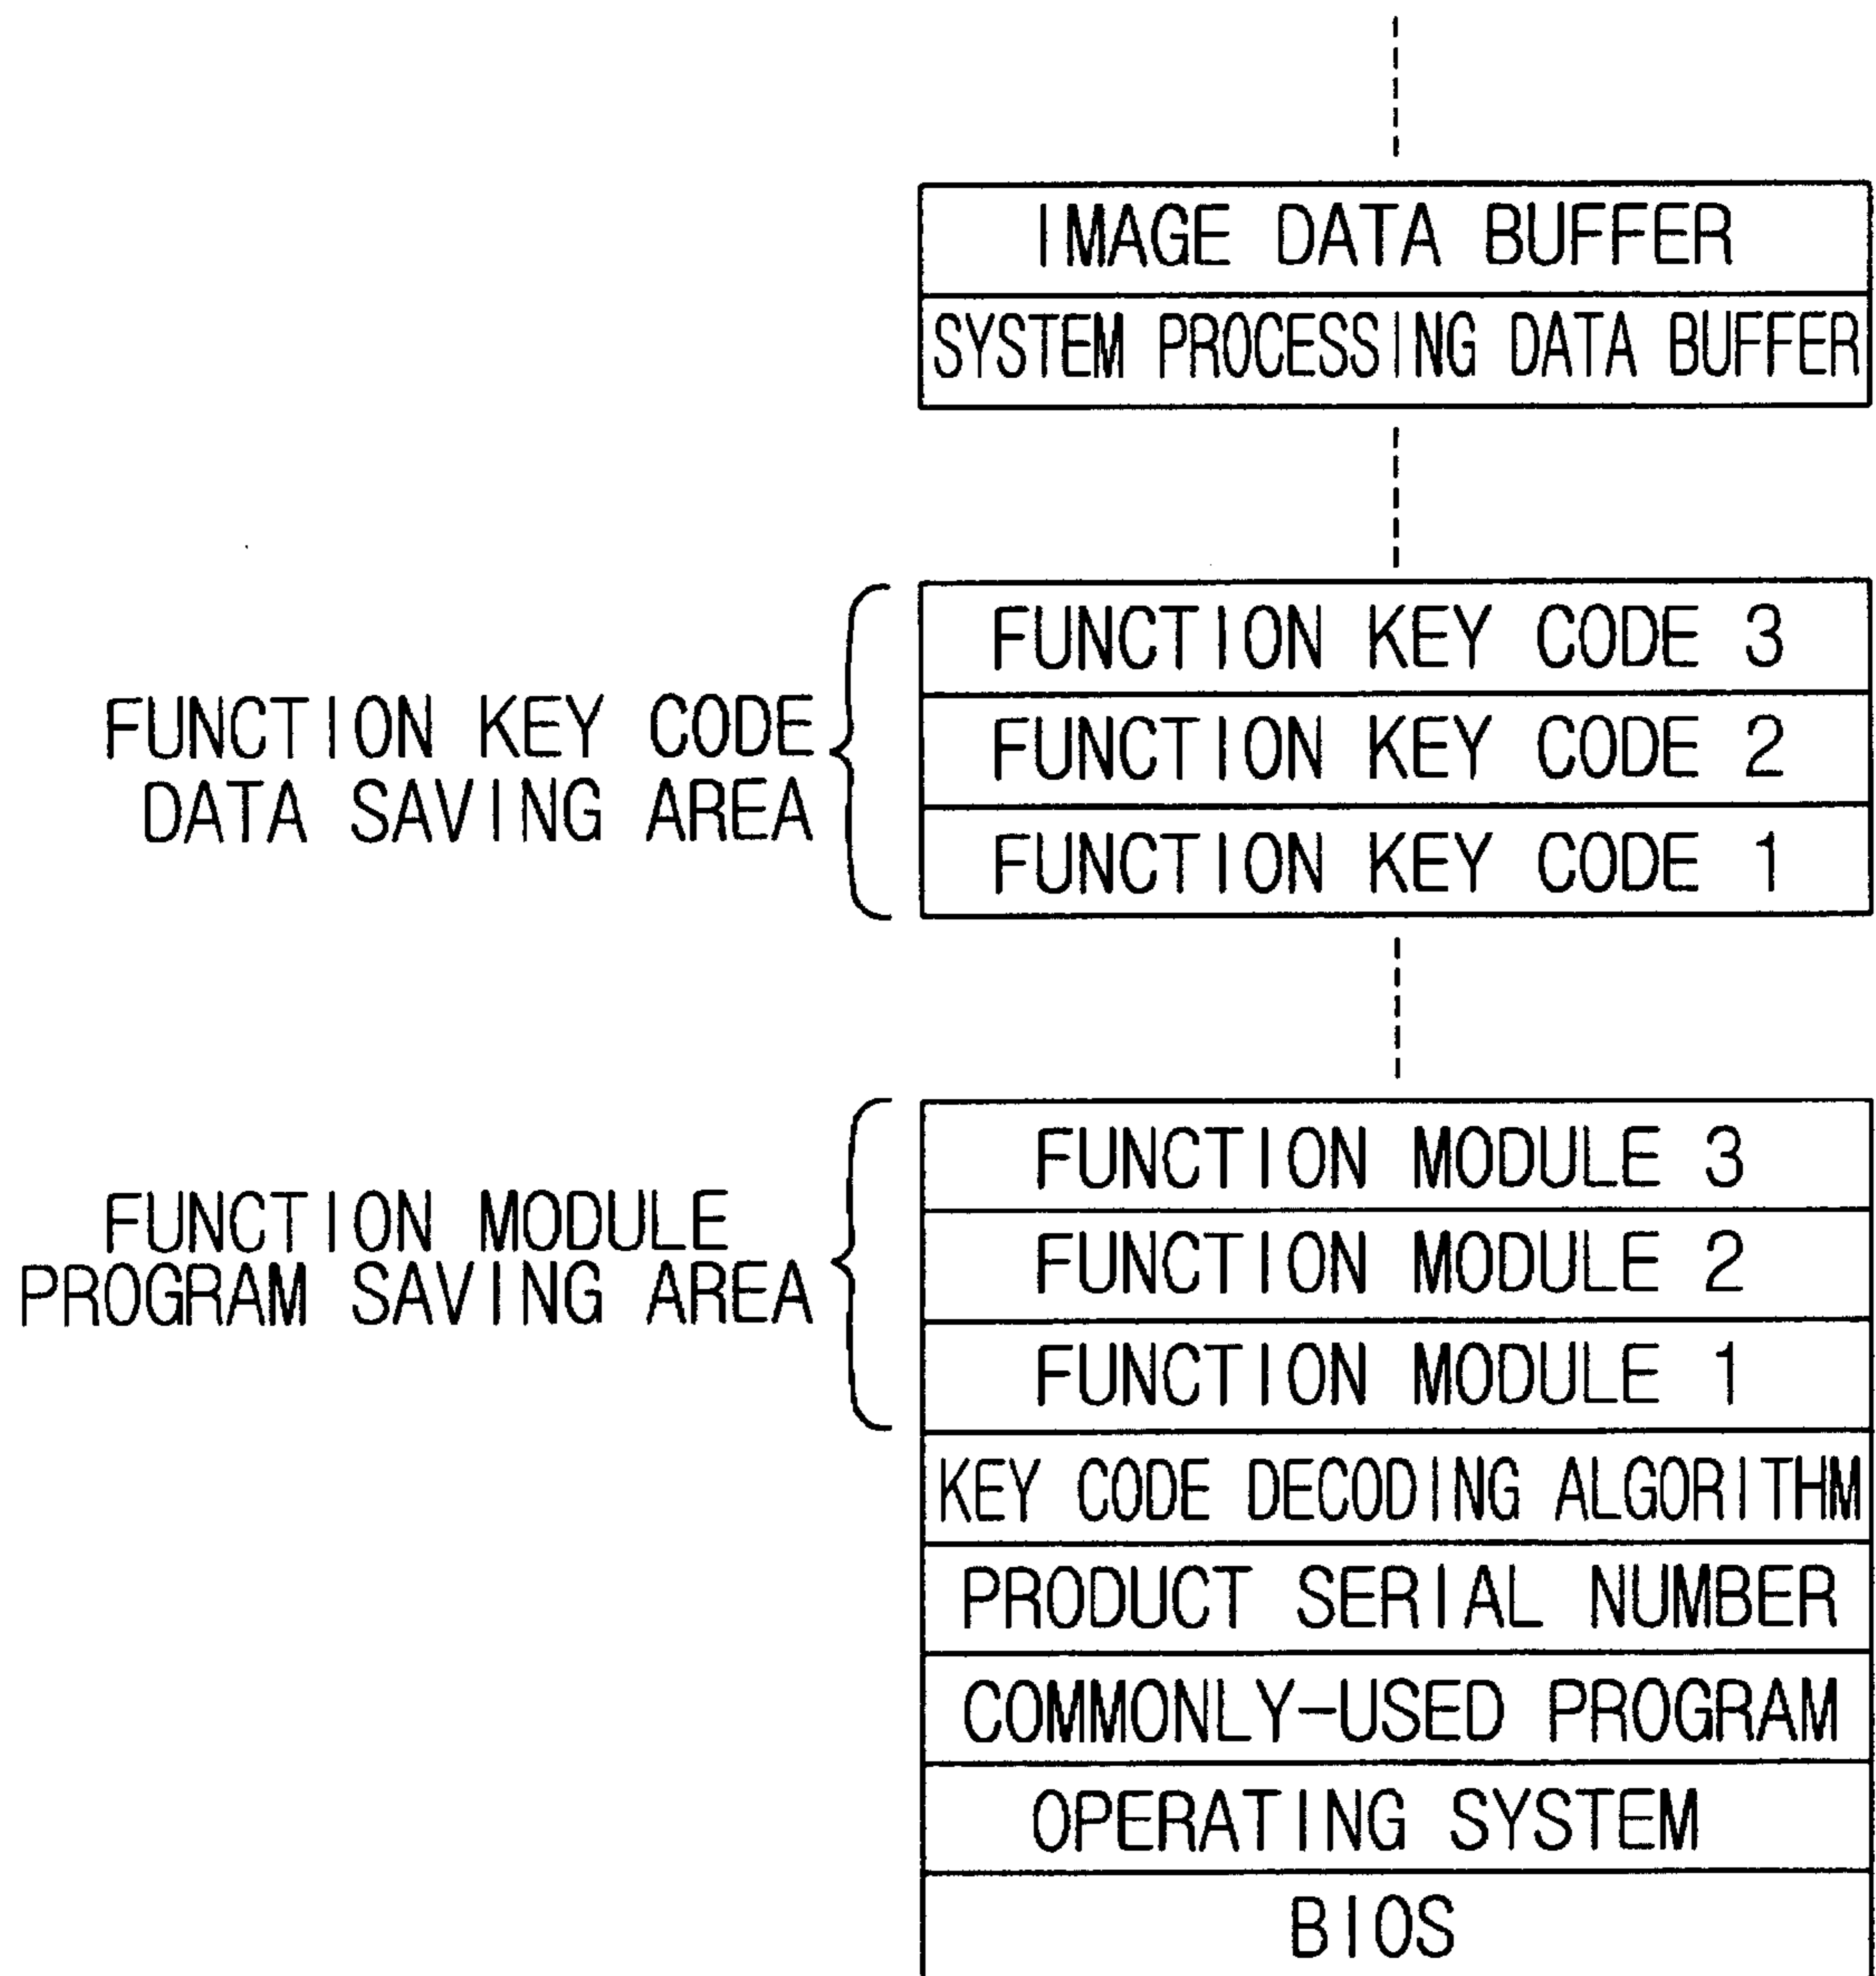 IMAGE DATA BUFFER
SYSTEM PROCESSING DATA BUFFER
FUNCTION KEY CODE
DATA SAVING AREA
FUNCTION KEY CODE 3
FUNCTION KEY CODE 2
FUNCTION KEY CODE 1
FUNCTION MODULE
PROGRAM SAVING AREA
FUNCTION MODULE 3
FUNCTION MODULE 2
FUNCTION MODULE 1
KEY CODE DECODING ALGORITHM
PRODUCT SERIAL NUMBER
COMMONLY-USED PROGRAM
OPERATING SYSTEM
BIOS